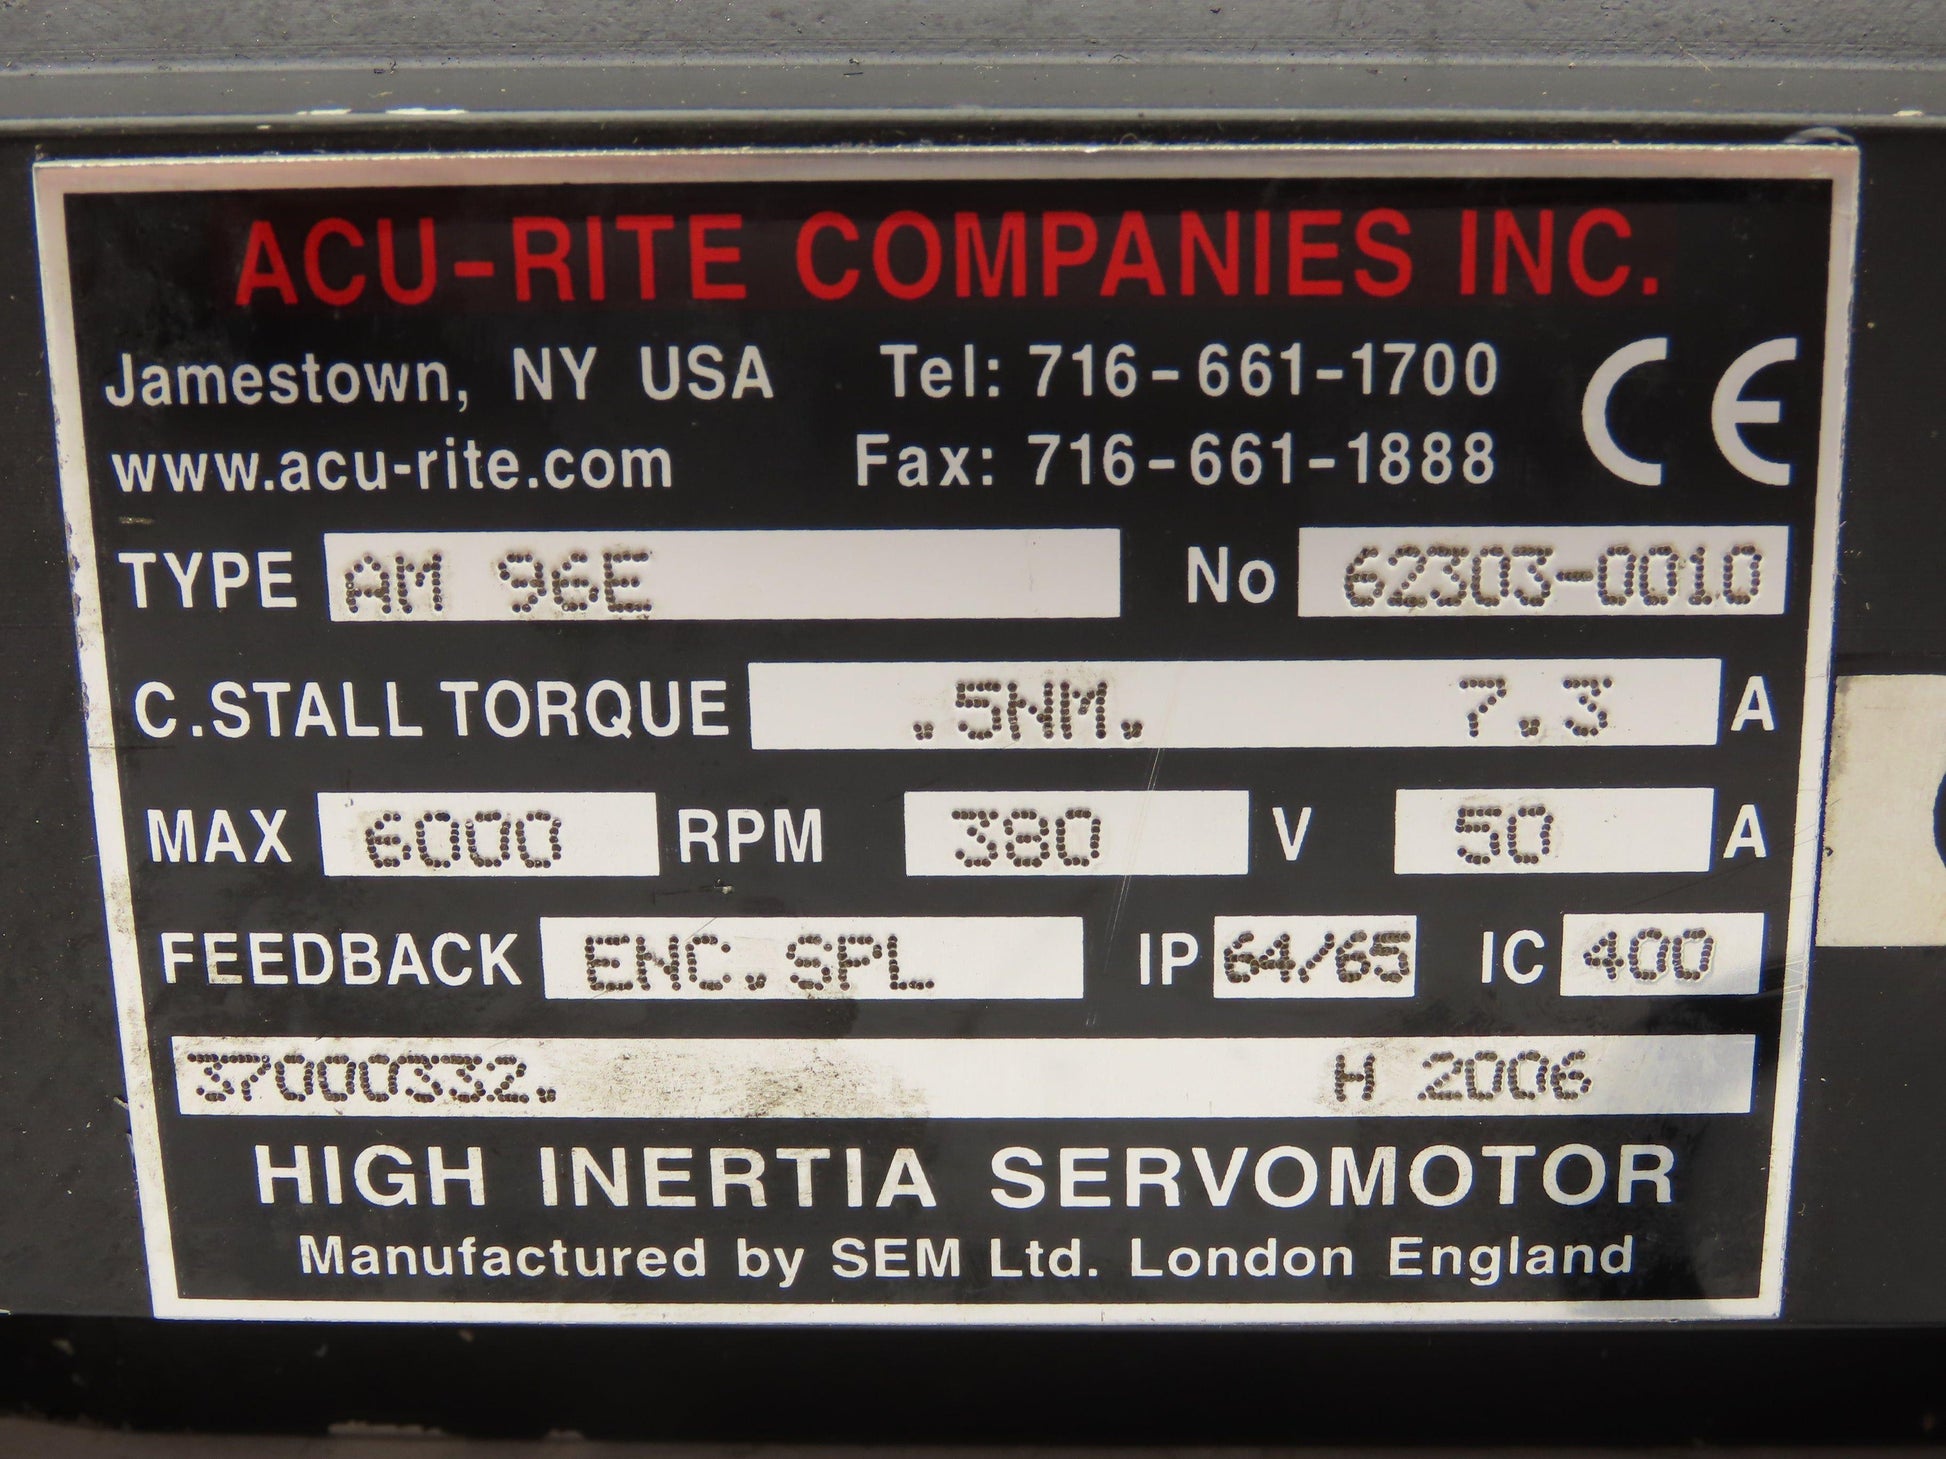 ACU-RITE COMPANIES INC.
Jamestown, NY USA Tel: 716-661-1700 CE
www.acu-rite.com Fax: 716-661-1888
TYPE AM 96E No 62303-0010
C.STALL TORQUE .5NM. 7.3 A
MAX 6000 RPM 380 V 50 A
FEEDBACK ENC.SPL IP 64/65 IC 400
37000332. H 2006
HIGH INERTIA SERVOMOTOR
Manufactured by SEM Ltd. London England